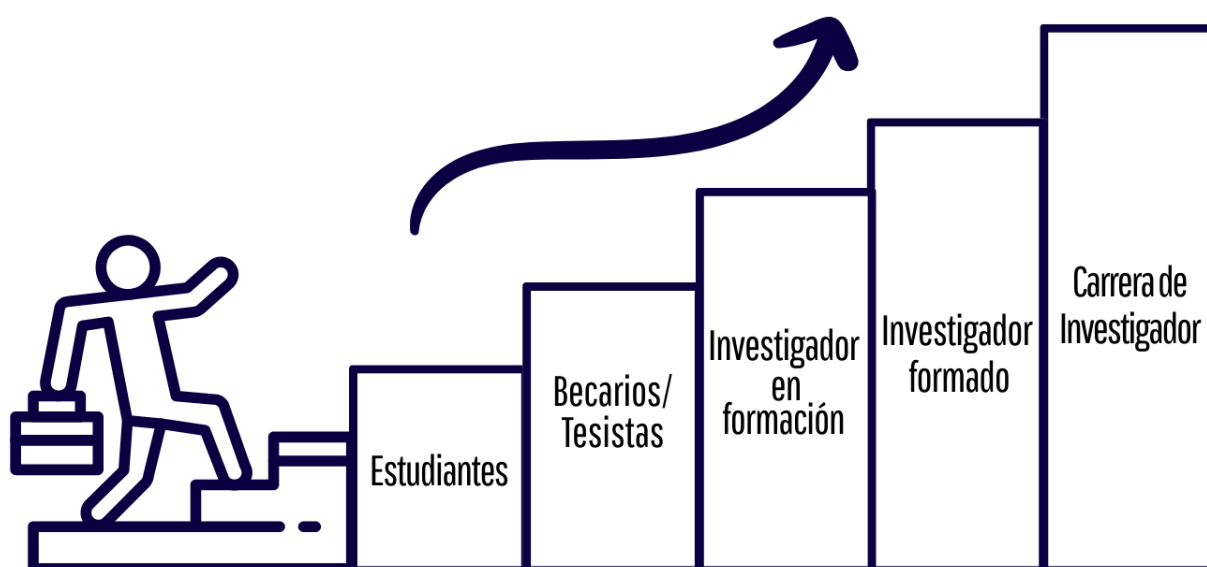 Estudiantes
Becarios/
Tesistas
Investigador
en
formación
Investigador
formado
Carrera de
Investigador